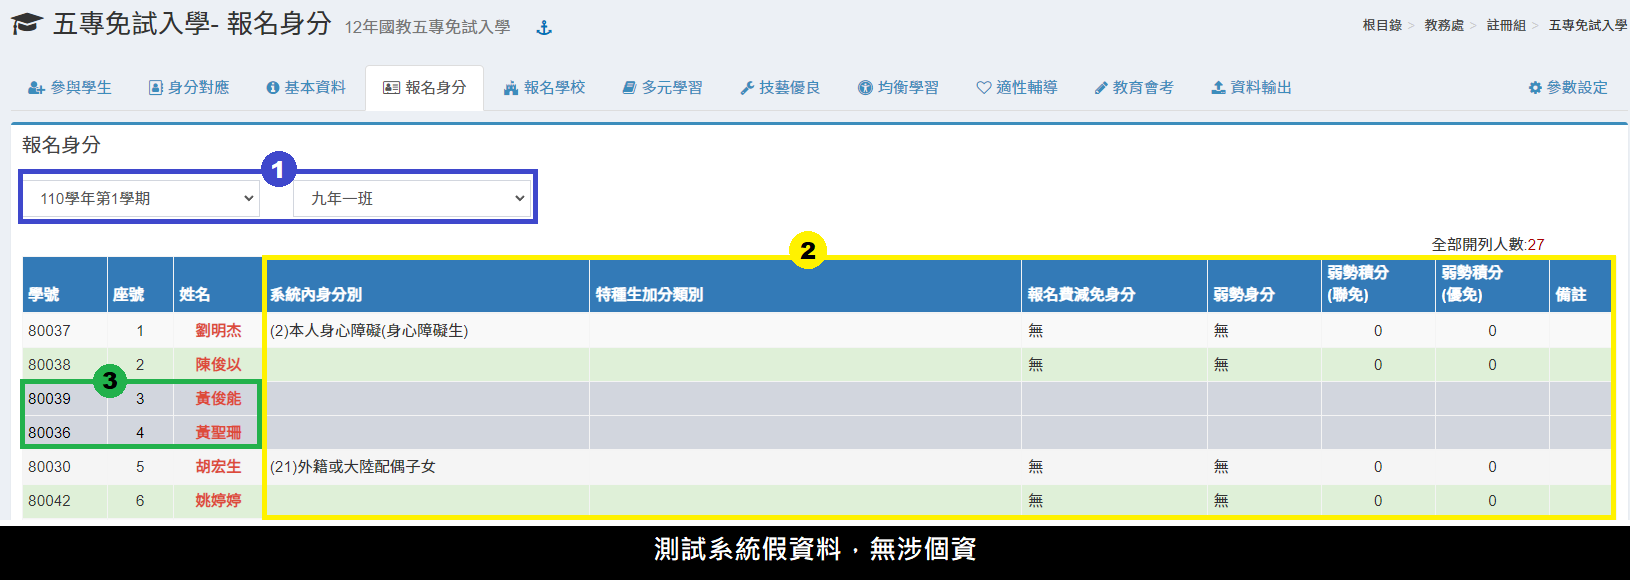 五專免試入學- 報名身分 12年國教五專免試入學
根目錄 > 教務處 > 註冊組 > 五專免試入學
參與學生 身分對應 基本資料 報名身分 報名學校 多元學習 技藝優良 均衡學習 適性輔導 教育會考 資料輸出 參數設定
報名身分
1
110學年第1學期 九年一班
全部開列人數:27
2
學號 座號 姓名 系統內身分別 特種生加分類別 報名費減免身分 弱勢身分 弱勢積分(聯免) 弱勢積分(優免) 備註
80037 1 劉明杰 (2)本人身心障礙(身心障礙生) 無 無 0 0
80038 2 陳俊以 無 無 0 0
3
80039 3 黃俊能
80036 4 黃聖珊
80030 5 胡宏生 (21)外籍或大陸配偶子女 無 無 0 0
80042 6 姚婷婷 無 無 0 0
測試系統假資料，無涉個資